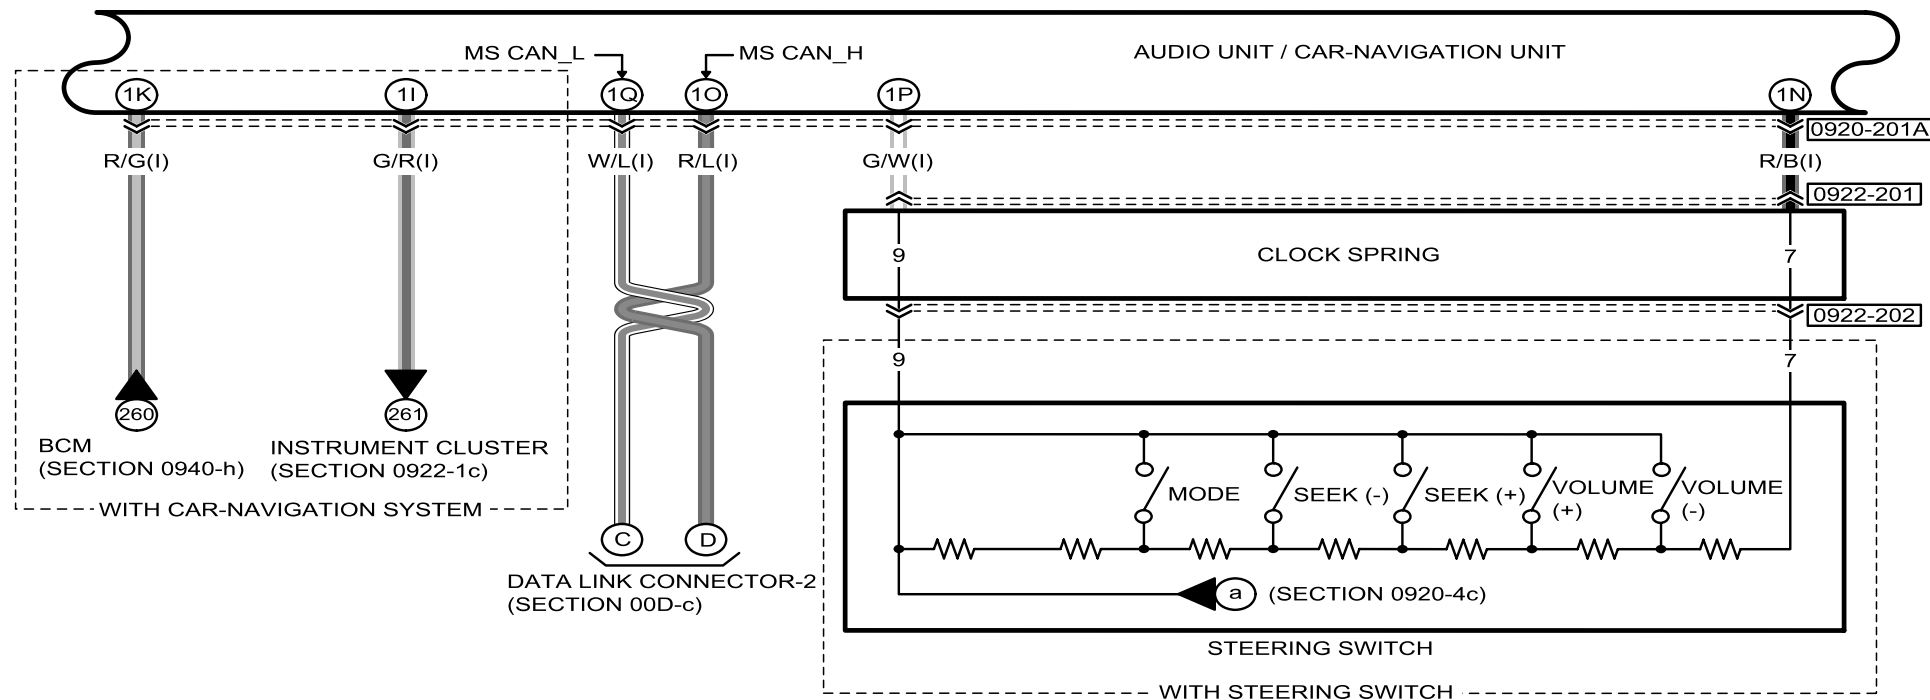 MS CAN_L
MS CAN_H
AUDIO UNIT / CAR-NAVIGATION UNIT
1K
1I
1Q
1O
1P
1N
0920-201A
R/G(I)
G/R(I)
W/L(I)
R/L(I)
G/W(I)
R/B(I)
0922-201
9
CLOCK SPRING
7
0922-202
9
7
260
261
BCM
(SECTION 0940-h)
INSTRUMENT CLUSTER
(SECTION 0922-1c)
WITH CAR-NAVIGATION SYSTEM
MODE
SEEK (-)
SEEK (+)
VOLUME
(+)
VOLUME
(-)
C
D
DATA LINK CONNECTOR-2
(SECTION 00D-c)
a
(SECTION 0920-4c)
STEERING SWITCH
WITH STEERING SWITCH